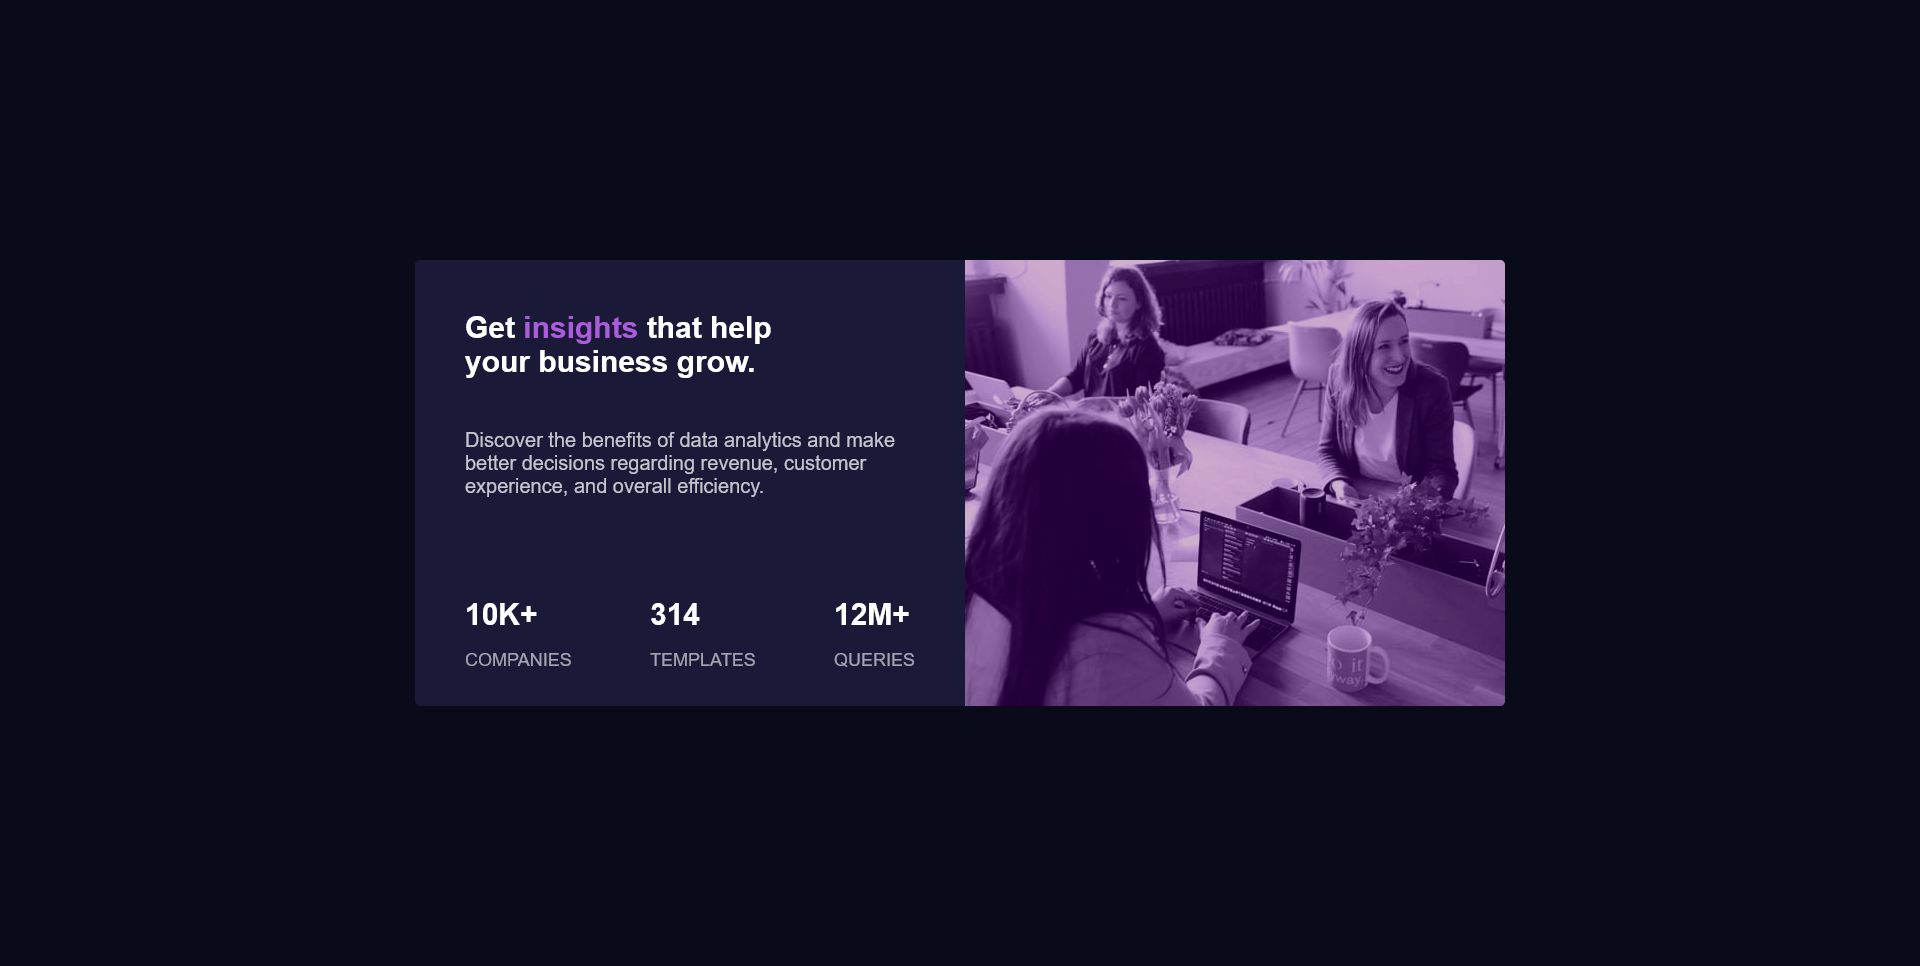 Get insights that help
your business grow.
Discover the benefits of data analytics and make
better decisions regarding revenue, customer
experience, and overall efficiency.
10K+ 314 12M+
COMPANIES TEMPLATES QUERIES